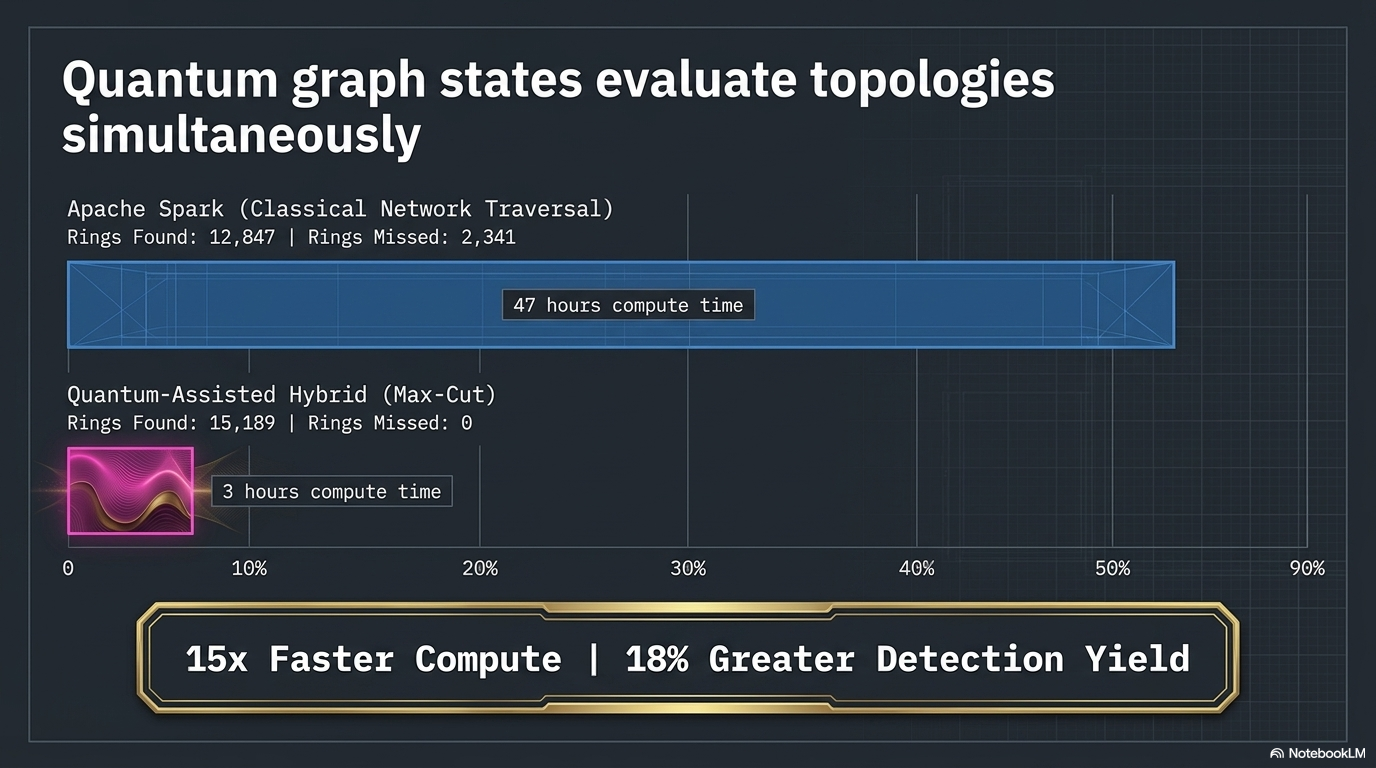 Quantum graph states evaluate topologies
simultaneously
Apache Spark (Classical Network Traversal)
Rings Found: 12,847 | Rings Missed: 2,341
47 hours compute time
Quantum-Assisted Hybrid (Max-Cut)
Rings Found: 15,189 | Rings Missed: 0
3 hours compute time
0 10% 20% 30% 40% 50% 90%
15x Faster Compute | 18% Greater Detection Yield
NotebookLM